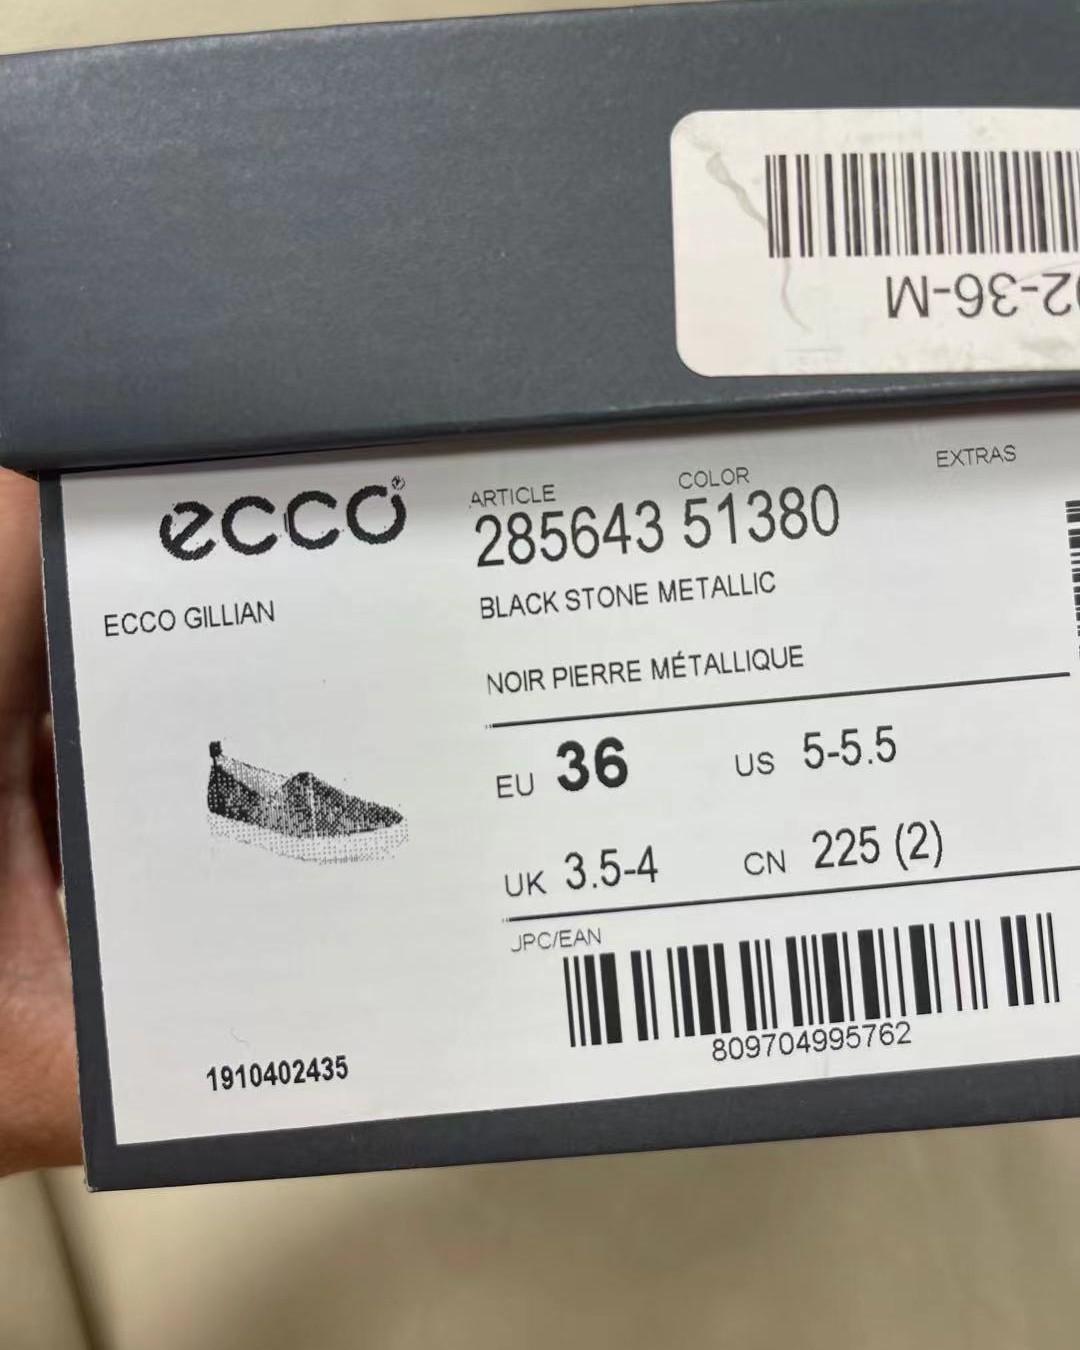 2-36-M
ecco
ARTICLE COLOR EXTRAS
285643 51380
ECCO GILLIAN
BLACK STONE METALLIC
NOIR PIERRE MÉTALLIQUE
EU 36 US 5-5.5
UK 3.5-4 CN 225 (2)
JPC/EAN
809704995762
1910402435